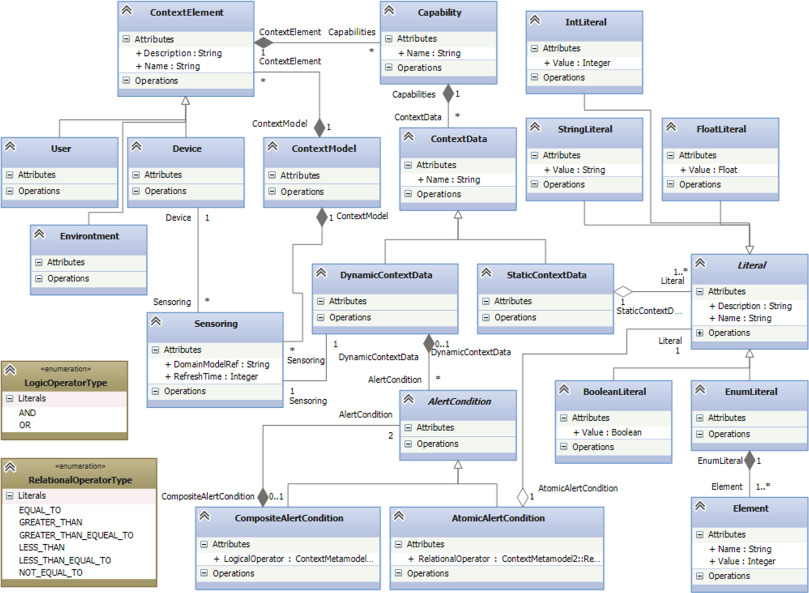 ContextElement
Attributes
+ Description : String
+ Name : String
Operations
ContextElement
1
Capabilities
*
Capability
Attributes
+ Name : String
Operations
IntLiteral
Attributes
+ Value : Integer
Operations
ContextElement
*
ContextModel
1
Capabilities
1
ContextData
*
StringLiteral
Attributes
+ Value : String
Operations
FloatLiteral
Attributes
+ Value : Float
Operations
User
Attributes
Operations
Device
Attributes
Operations
ContextModel
Attributes
Operations
ContextData
Attributes
+ Name : String
Operations
Device
1
1
ContextModel
Environtment
Attributes
Operations
DynamicContextData
Attributes
Operations
StaticContextData
Attributes
Operations
1..*
Literal
1
StaticContextD...
Literal
Attributes
+ Description : String
+ Name : String
Operations
Sensoring
*
Sensoring
Attributes
+ DomainModelRef : String
+ RefreshTime : Integer
Operations
*
Sensoring
1
DynamicContextData
1
Sensoring
0..1
DynamicContextData
AlertCondition
*
Literal
1
«enumeration»
LogicOperatorType
Literals
AND
OR
AlertCondition
2
AlertCondition
Attributes
Operations
BooleanLiteral
Attributes
+ Value : Boolean
Operations
EnumLiteral
Attributes
Operations
«enumeration»
RelationalOperatorType
Literals
EQUAL_TO
GREATER_THAN
GREATER_THAN_EQUEAL_TO
LESS_THAN
LESS_THAN_EQUAL_TO
NOT_EQUAL_TO
CompositeAlertCondition
0..1
AtomicAlertCondition
1
EnumLiteral
1
Element
1..*
CompositeAlertCondition
Attributes
+ LogicalOperator : ContextMetamodel...
Operations
AtomicAlertCondition
Attributes
+ RelationalOperator : ContextMetamodel2::Re...
Operations
Element
Attributes
+ Name : String
+ Value : Integer
Operations